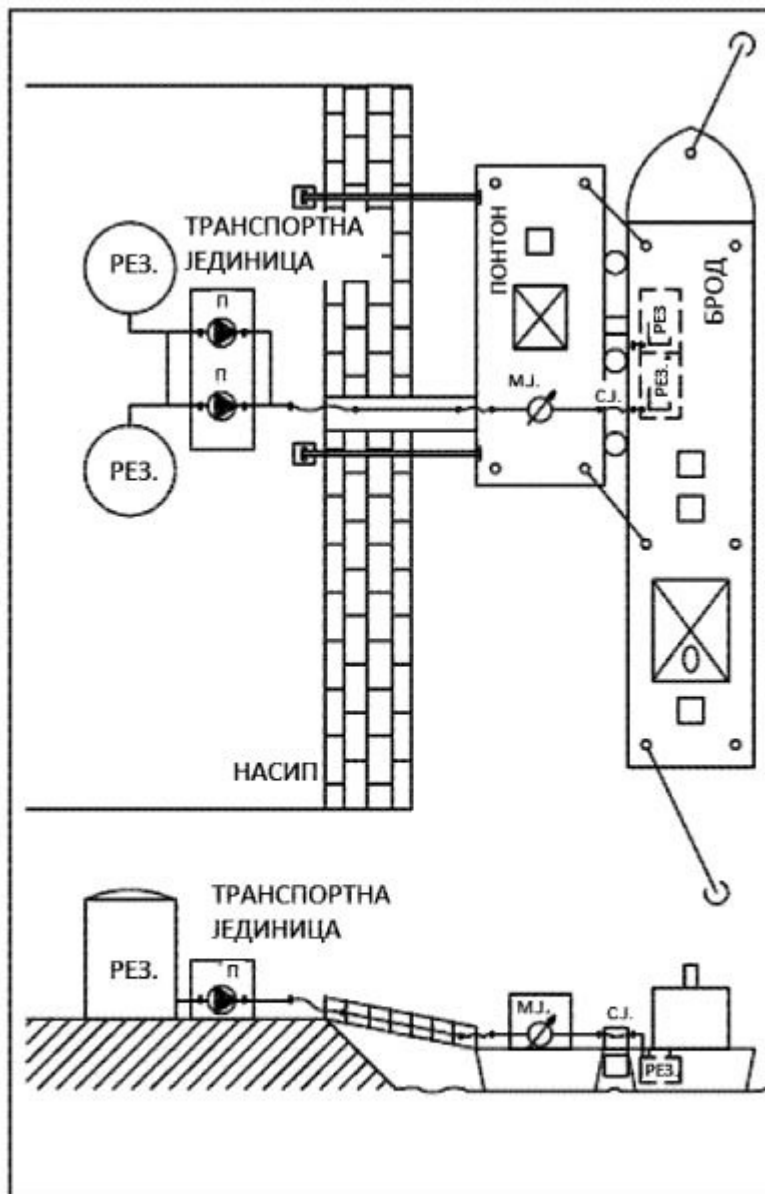 ТРАНСПОРТНА
ЈЕДИНИЦА
РЕЗ.
П
П
РЕЗ.
ПОНТОН
БРОД
РЕЗ
РЕЗ.
М.Ј.
С.Ј.
НАСИП
ТРАНСПОРТНА
ЈЕДИНИЦА
РЕЗ.
П
М.Ј.
С.Ј.
РЕЗ.